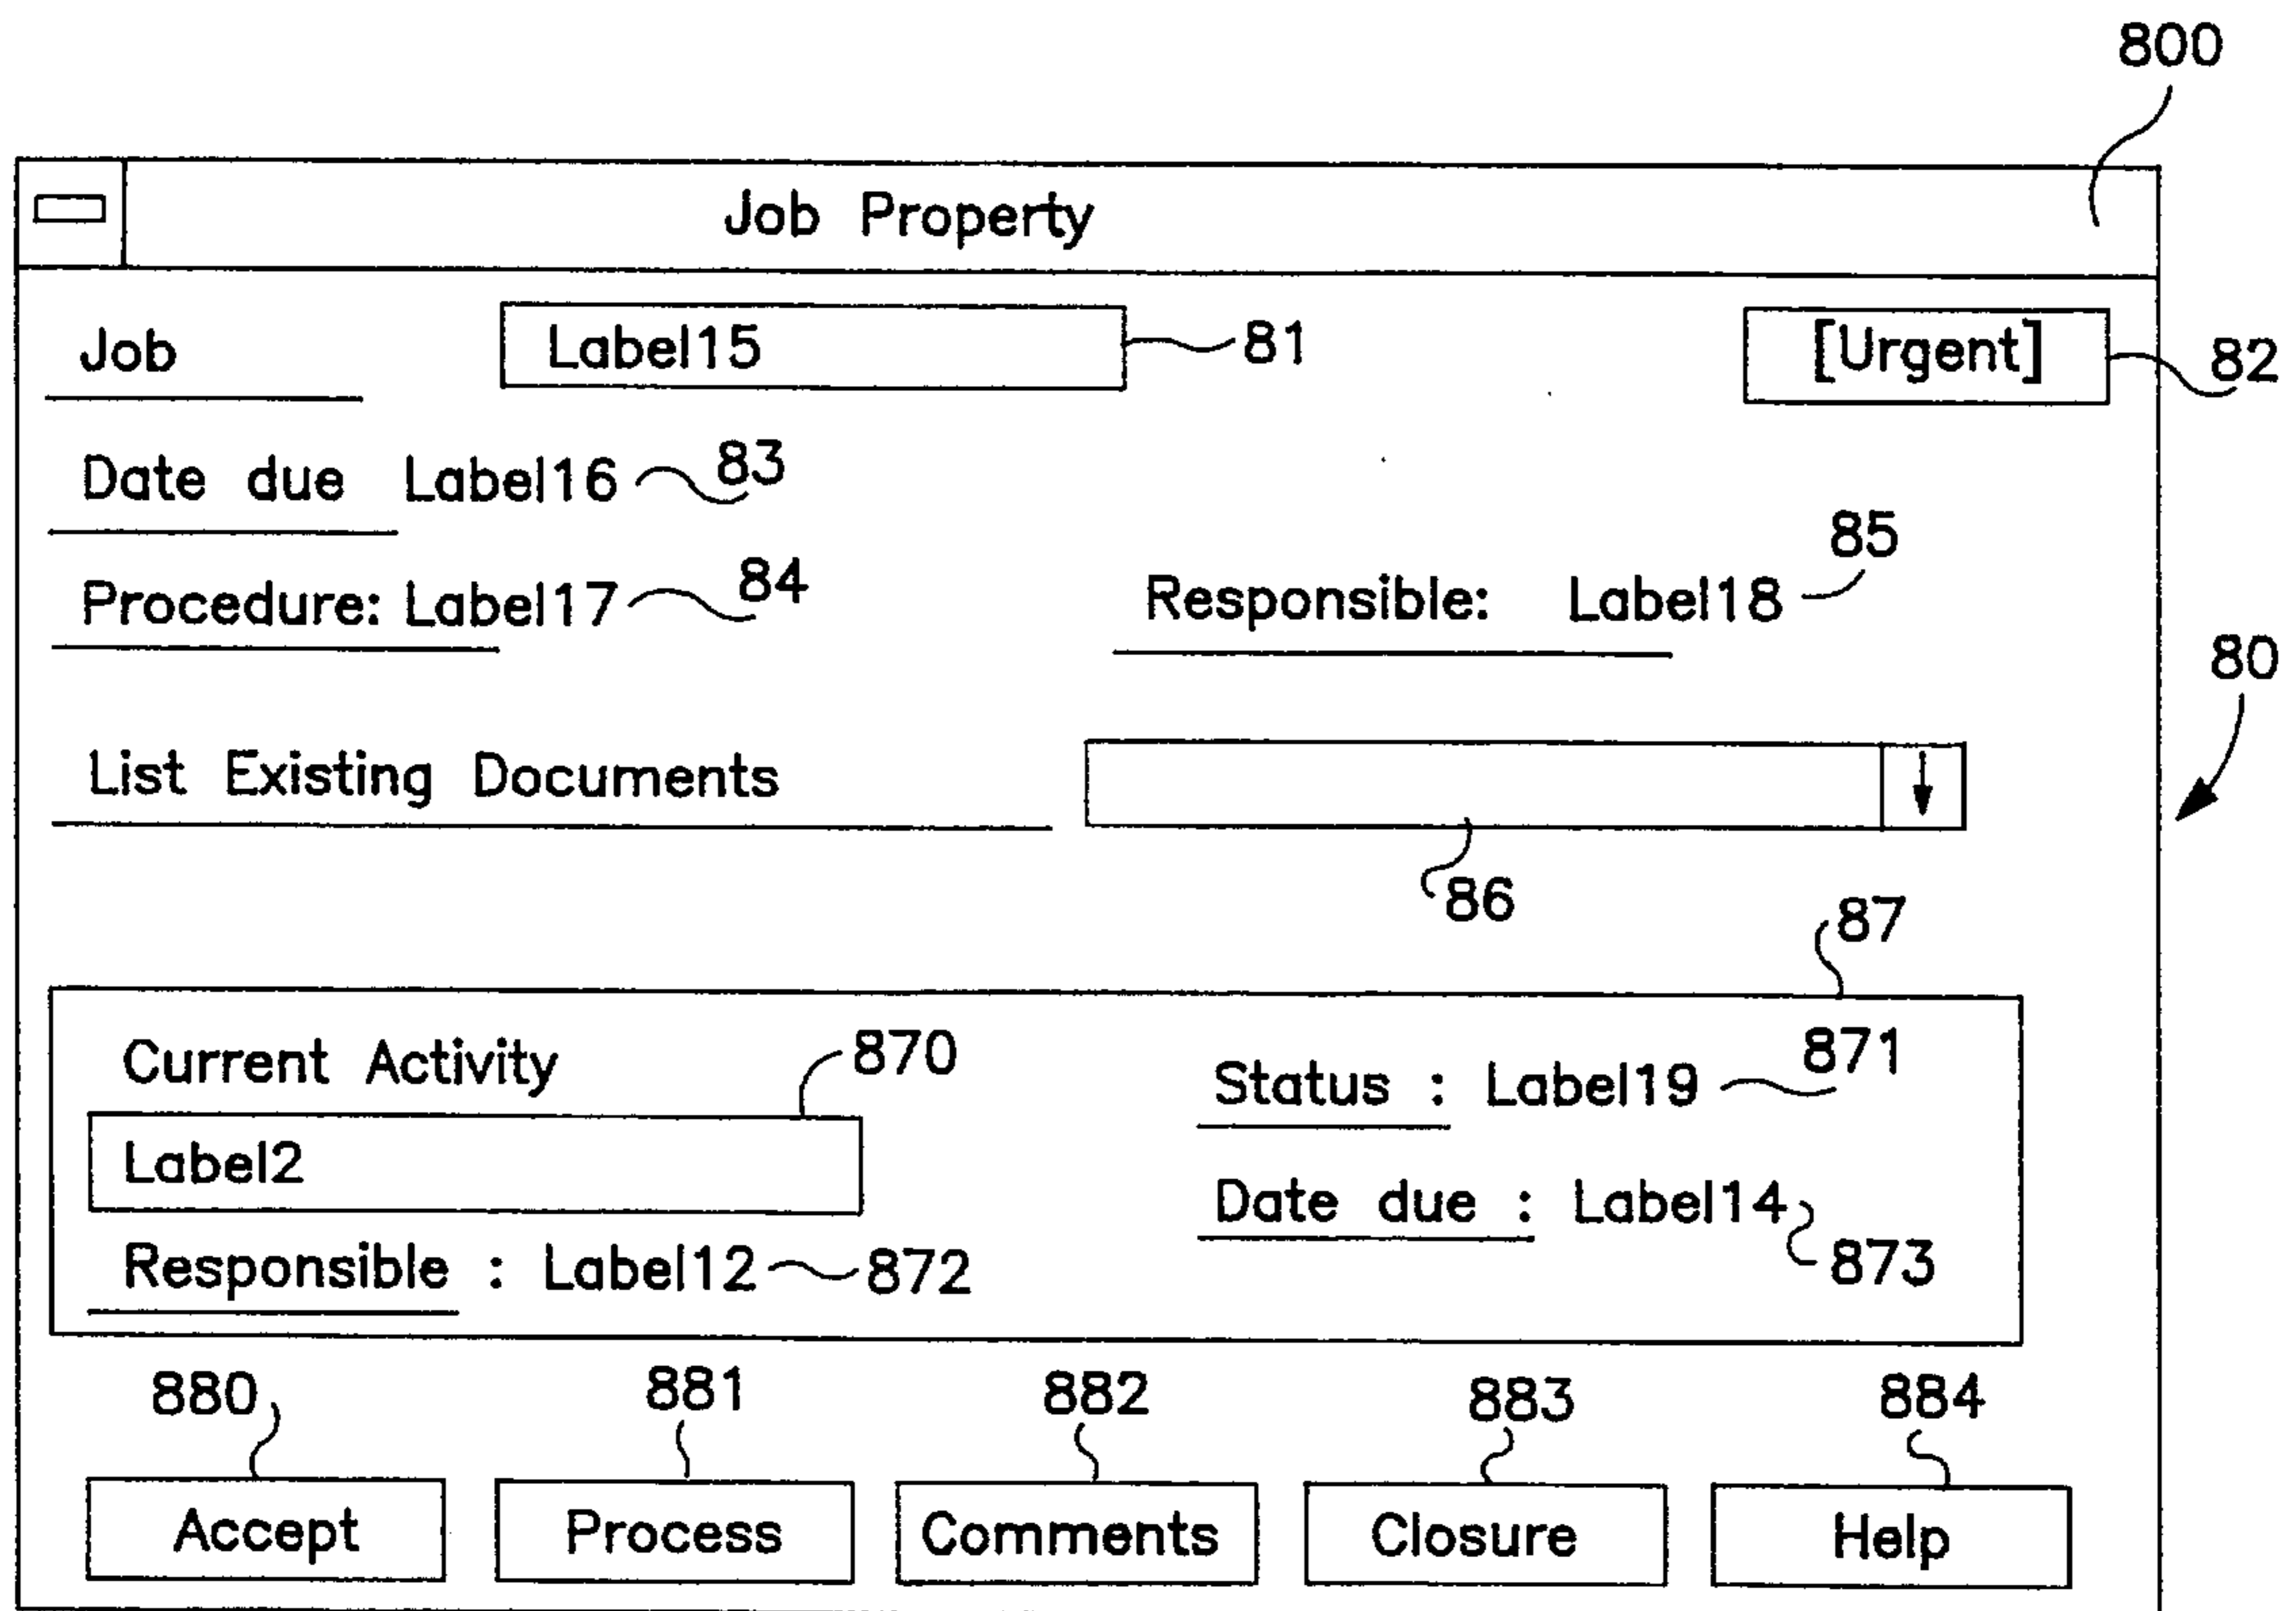 800
Job Property
Job Label15 81 [Urgent] 82
Date due Label16 83
Procedure: Label17 84 Responsible: Label18 85
80
List Existing Documents
86
87
Current Activity 870 Status : Label19 871
Label2 Date due : Label14
Responsible : Label12 872 873
880 881 882 883 884
Accept Process Comments Closure Help